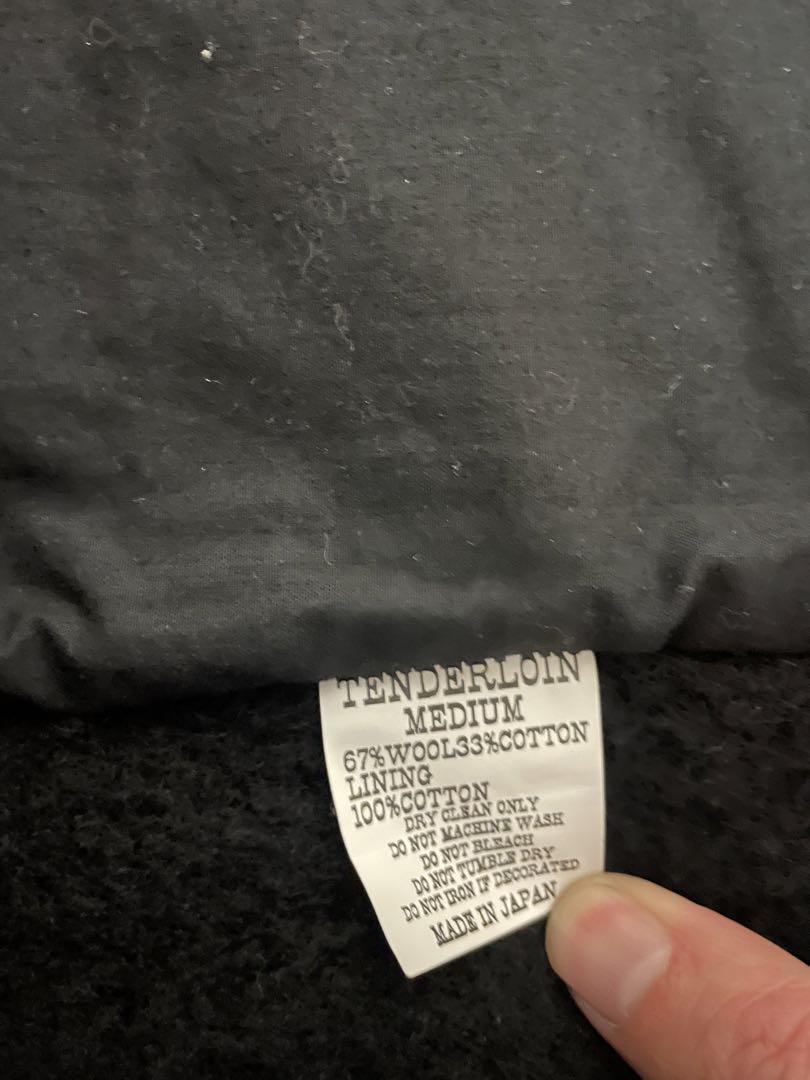 TENDERLOIN
MEDIUM
67%WOOL33%COTTON
LINING
100%COTTON
DRY CLEAN ONLY
DO NOT MACHINE WASH
DO NOT BLEACH
DO NOT TUMBLE DRY
DO NOT IRON IF DECORATED
MADE IN JAPAN